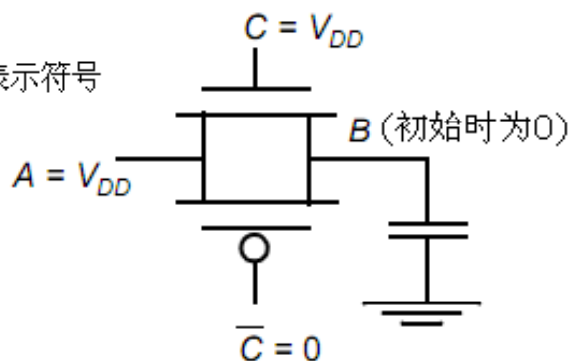 C = V_DD
表示符号
B (初始时为0)
A = V_DD
C̅ = 0